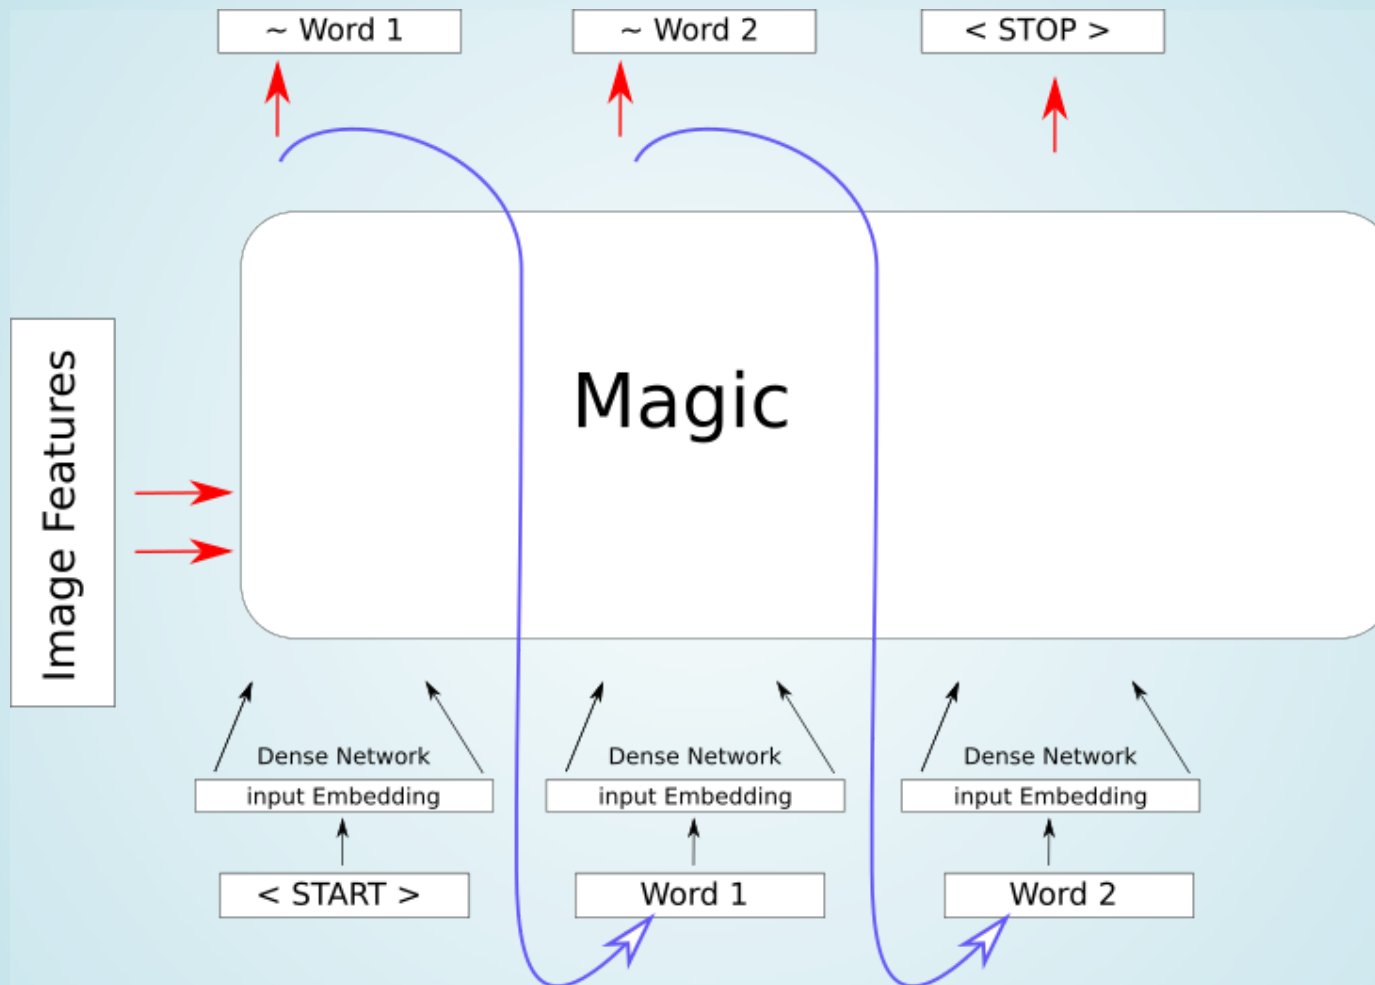 ~ Word 1
~ Word 2
< STOP >
Image Features
Magic
Dense Network
Dense Network
Dense Network
input Embedding
input Embedding
input Embedding
< START >
Word 1
Word 2